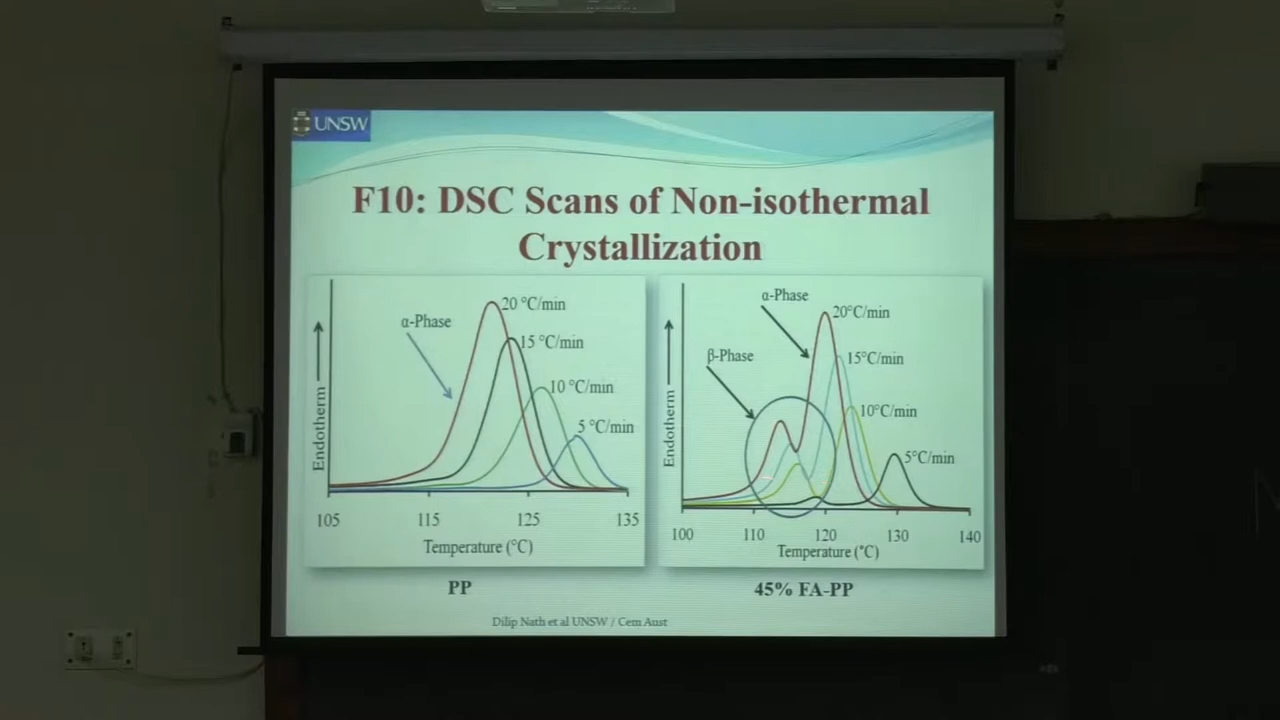 UNSW
F10: DSC Scans of Non-isothermal
Crystallization
Endotherm
α-Phase
20 °C/min
15 °C/min
10 °C/min
5 °C/min
105 115 125 135
Temperature (°C)
PP
Endotherm
α-Phase
β-Phase
20°C/min
15°C/min
10°C/min
5°C/min
100 110 120 130 140
Temperature (°C)
45% FA-PP
Dilip Nath et al UNSW / Cem Aust